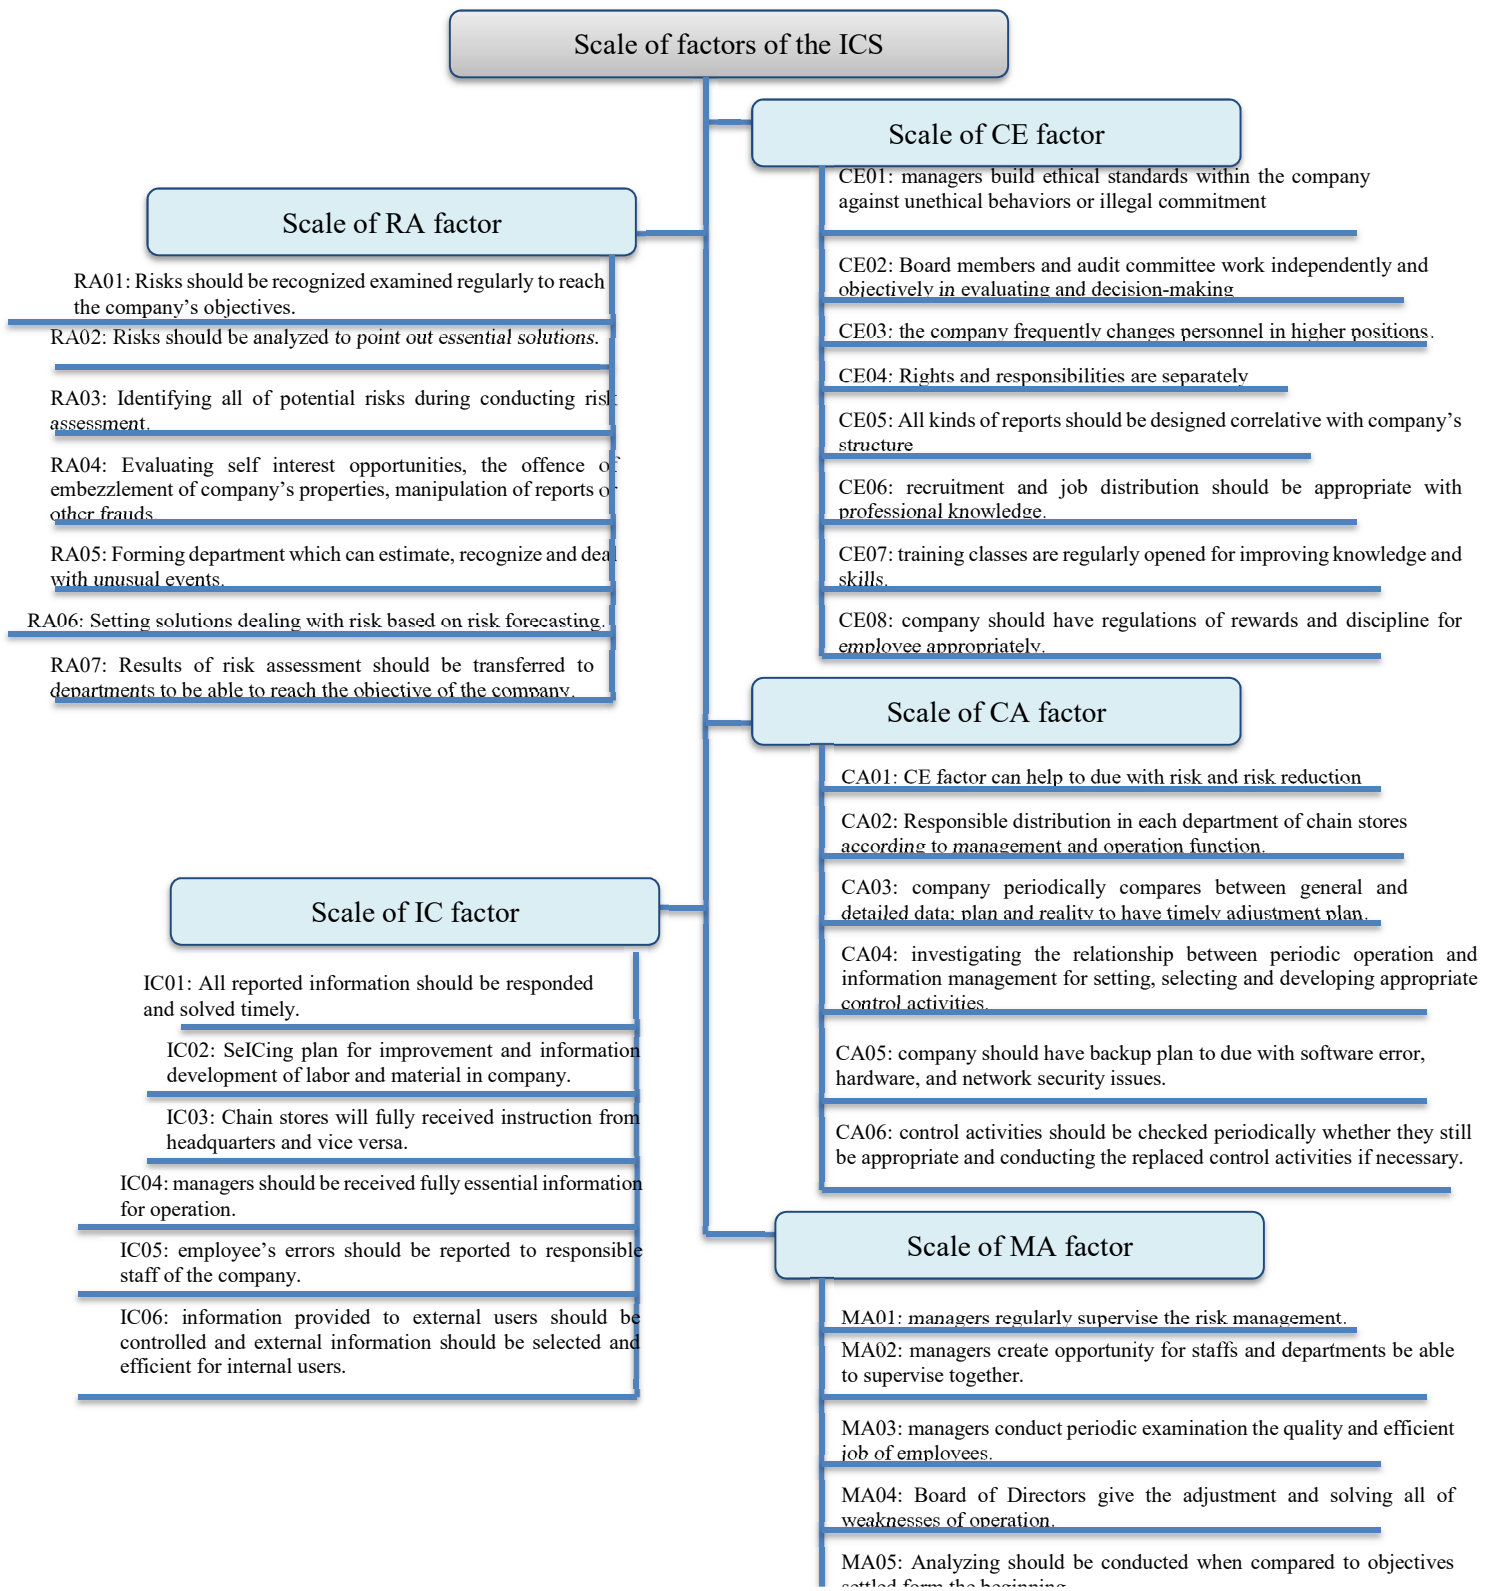 Scale of factors of the ICS
Scale of CE factor
CE01: managers build ethical standards within the company
against unethical behaviors or illegal commitment
CE02: Board members and audit committee work independently and
objectively in evaluating and decision-making
CE03: the company frequently changes personnel in higher positions.
CE04: Rights and responsibilities are separately
CE05: All kinds of reports should be designed correlative with company's
structure
CE06: recruitment and job distribution should be appropriate with
professional knowledge.
CE07: training classes are regularly opened for improving knowledge and
skills.
CE08: company should have regulations of rewards and discipline for
employee appropriately.
Scale of RA factor
RA01: Risks should be recognized examined regularly to reach
the company's objectives.
RA02: Risks should be analyzed to point out essential solutions.
RA03: Identifying all of potential risks during conducting risk
assessment.
RA04: Evaluating self interest opportunities, the offence of
embezzlement of company's properties, manipulation of reports or
other frauds.
RA05: Forming department which can estimate, recognize and deal
with unusual events.
RA06: Setting solutions dealing with risk based on risk forecasting.
RA07: Results of risk assessment should be transferred to
departments to be able to reach the objective of the company.
Scale of CA factor
CA01: CE factor can help to due with risk and risk reduction
CA02: Responsible distribution in each department of chain stores
according to management and operation function.
CA03: company periodically compares between general and
detailed data; plan and reality to have timely adjustment plan.
CA04: investigating the relationship between periodic operation and
information management for setting, selecting and developing appropriate
control activities.
CA05: company should have backup plan to due with software error,
hardware, and network security issues.
CA06: control activities should be checked periodically whether they still
be appropriate and conducting the replaced control activities if necessary.
Scale of IC factor
IC01: All reported information should be responded
and solved timely.
IC02: SeICing plan for improvement and information
development of labor and material in company.
IC03: Chain stores will fully received instruction from
headquarters and vice versa.
IC04: managers should be received fully essential information
for operation.
IC05: employee's errors should be reported to responsible
staff of the company.
IC06: information provided to external users should be
controlled and external information should be selected and
efficient for internal users.
Scale of MA factor
MA01: managers regularly supervise the risk management.
MA02: managers create opportunity for staffs and departments be able
to supervise together.
MA03: managers conduct periodic examination the quality and efficient
job of employees.
MA04: Board of Directors give the adjustment and solving all of
weaknesses of operation.
MA05: Analyzing should be conducted when compared to objectives
settled form the beginning